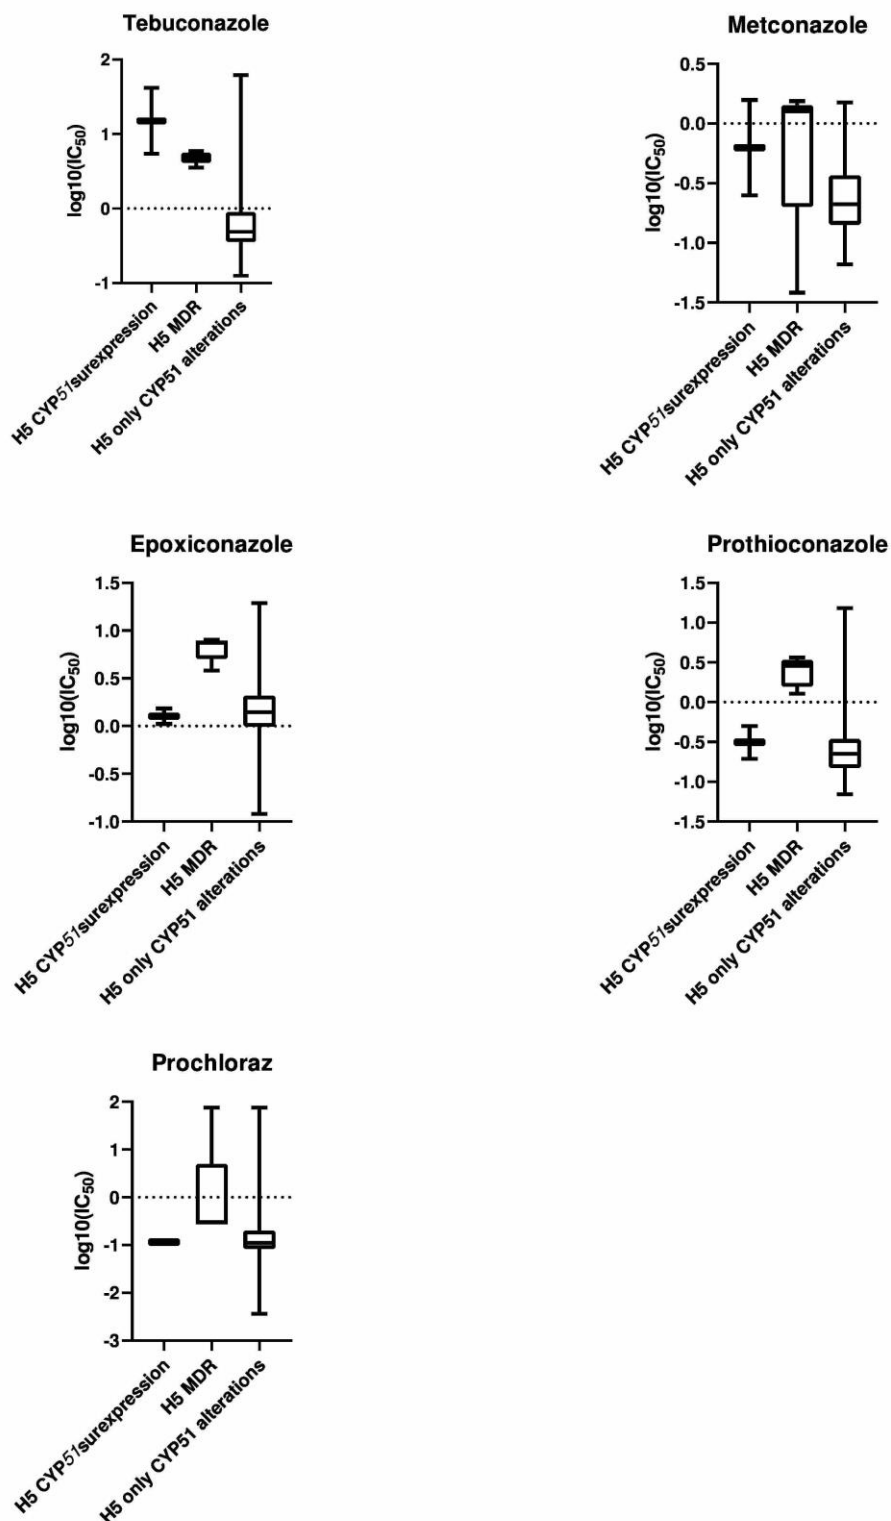 Tebuconazole
log10(IC50)
2
1
0
-1
H5 CYP51surexpression
H5 MDR
H5 only CYP51 alterations
Metconazole
log10(IC50)
0.5
0.0
-0.5
-1.0
-1.5
H5 CYP51surexpression
H5 MDR
H5 only CYP51 alterations
Epoxiconazole
log10(IC50)
1.5
1.0
0.5
0.0
-0.5
-1.0
H5 CYP51surexpression
H5 MDR
H5 only CYP51 alterations
Prothioconazole
log10(IC50)
1.5
1.0
0.5
0.0
-0.5
-1.0
-1.5
H5 CYP51surexpression
H5 MDR
H5 only CYP51 alterations
Prochloraz
log10(IC50)
2
1
0
-1
-2
-3
H5 CYP51surexpression
H5 MDR
H5 only CYP51 alterations